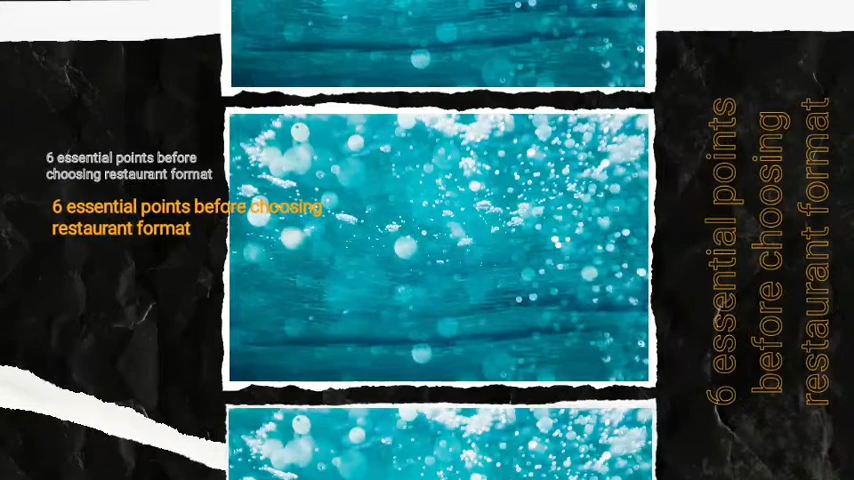 6 essential points before
choosing restaurant format
6 essential points before choosing
restaurant format
6 essential points
before choosing
restaurant format